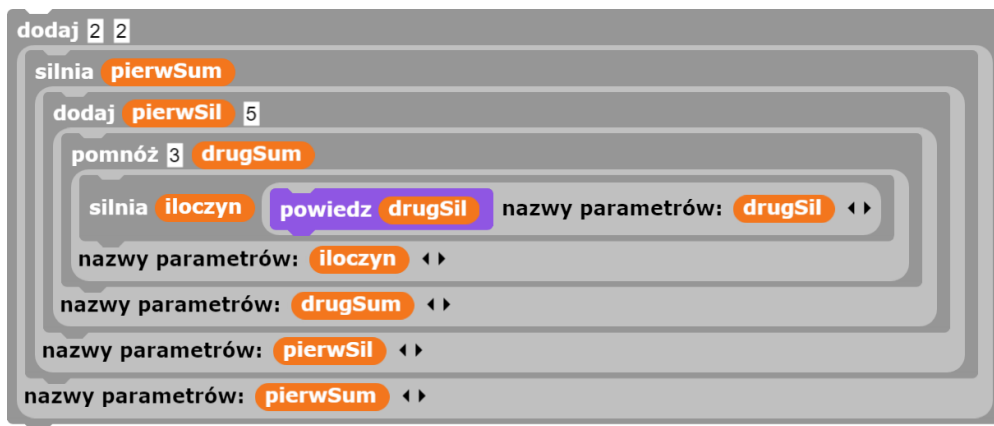 dodaj 2 2
silnia pierwSum
dodaj pierwSil 5
pomnóż 3 drugSum
silnia iloczyn powiedz drugSil nazwy parametrów: drugSil
nazwy parametrów: iloczyn
nazwy parametrów: drugSum
nazwy parametrów: pierwSil
nazwy parametrów: pierwSum